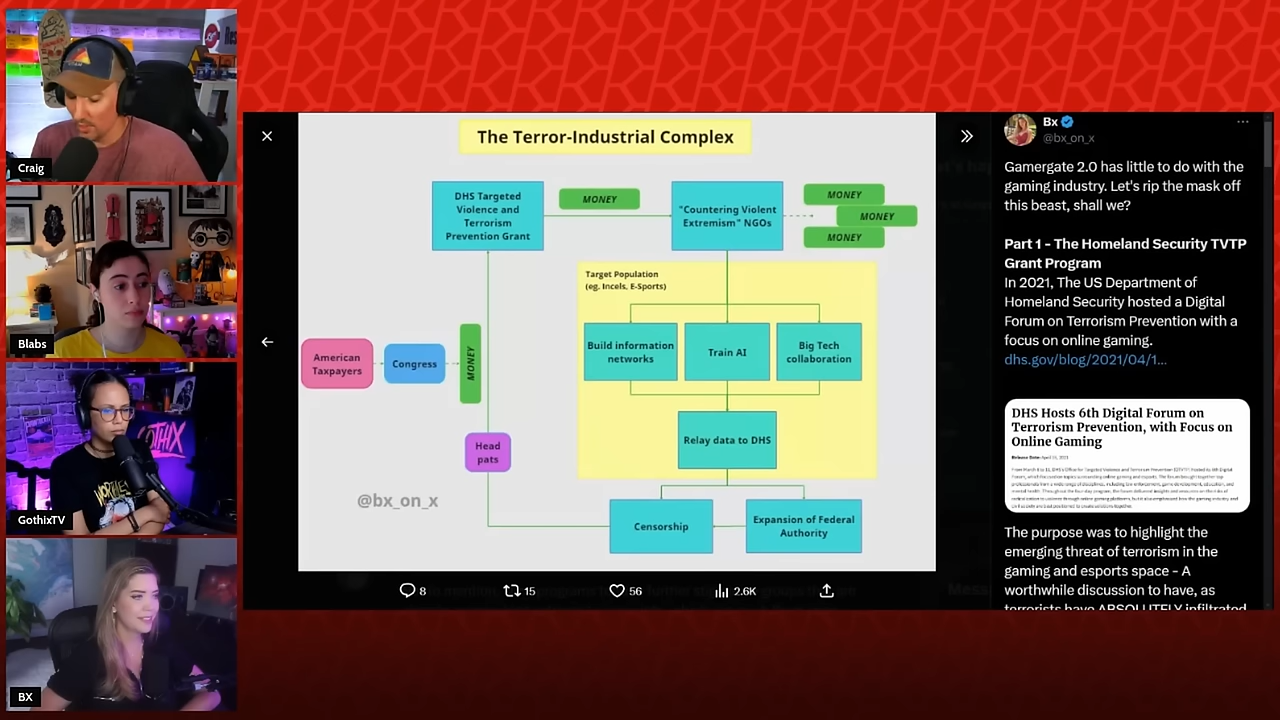 Craig
Blabs
GothixTV
GOTHIX
BX
The Terror-Industrial Complex
DHS Targeted
Violence and
Terrorism
Prevention Grant
MONEY
"Countering Violent
Extremism" NGOs
MONEY
MONEY
MONEY
Target Population
(eg. Incels, E-Sports)
Build information
networks
Train AI
Big Tech
collaboration
American
Taxpayers
Congress
MONEY
Relay data to DHS
Head
pats
@bx_on_x
Censorship
Expansion of Federal
Authority
8
15
56
2.6K
Bx
@bx_on_x
Gamergate 2.0 has little to do with the
gaming industry. Let's rip the mask off
this beast, shall we?
Part 1 - The Homeland Security TVTP
Grant Program
In 2021, The US Department of
Homeland Security hosted a Digital
Forum on Terrorism Prevention with a
focus on online gaming.
dhs.gov/blog/2021/04/1...
DHS Hosts 6th Digital Forum on
Terrorism Prevention, with Focus on
Online Gaming
The purpose was to highlight the
emerging threat of terrorism in the
gaming and esports space - A
worthwhile discussion to have, as
terrorists have ABSOLUTELY infiltrated